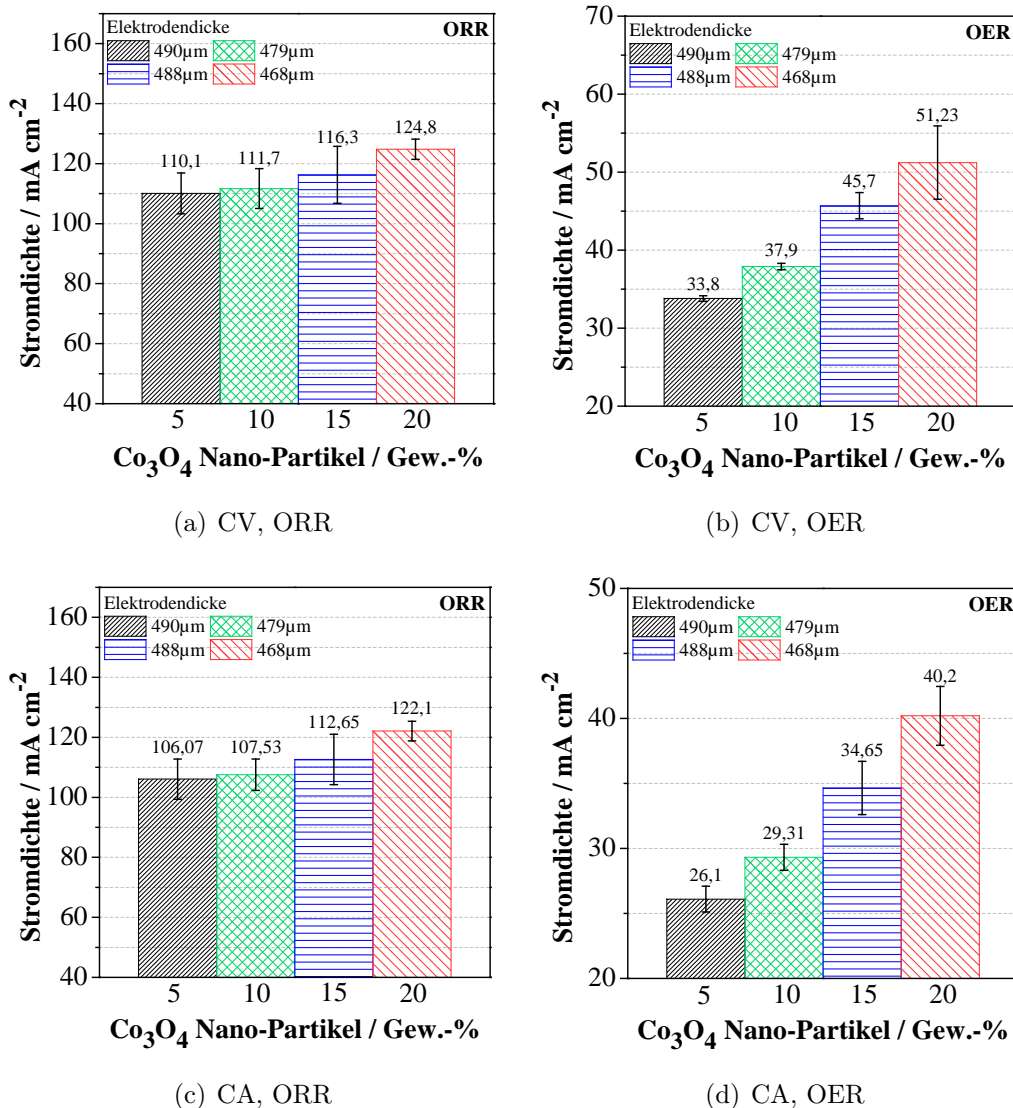 Elektrodendicke ORR
490µm 479µm
488µm 468µm
160
140
120
100
80
60
40
Stromdichte / mA cm⁻²
110,1
111,7
116,3
124,8
5 10 15 20
Co₃O₄ Nano-Partikel / Gew.-%
(a) CV, ORR
Elektrodendicke OER
490µm 479µm
488µm 468µm
70
60
50
40
30
20
Stromdichte / mA cm⁻²
33,8
37,9
45,7
51,23
5 10 15 20
Co₃O₄ Nano-Partikel / Gew.-%
(b) CV, OER
Elektrodendicke ORR
490µm 479µm
488µm 468µm
160
140
120
100
80
60
40
Stromdichte / mA cm⁻²
106,07
107,53
112,65
122,1
5 10 15 20
Co₃O₄ Nano-Partikel / Gew.-%
(c) CA, ORR
Elektrodendicke OER
490µm 479µm
488µm 468µm
50
40
30
20
Stromdichte / mA cm⁻²
26,1
29,31
34,65
40,2
5 10 15 20
Co₃O₄ Nano-Partikel / Gew.-%
(d) CA, OER